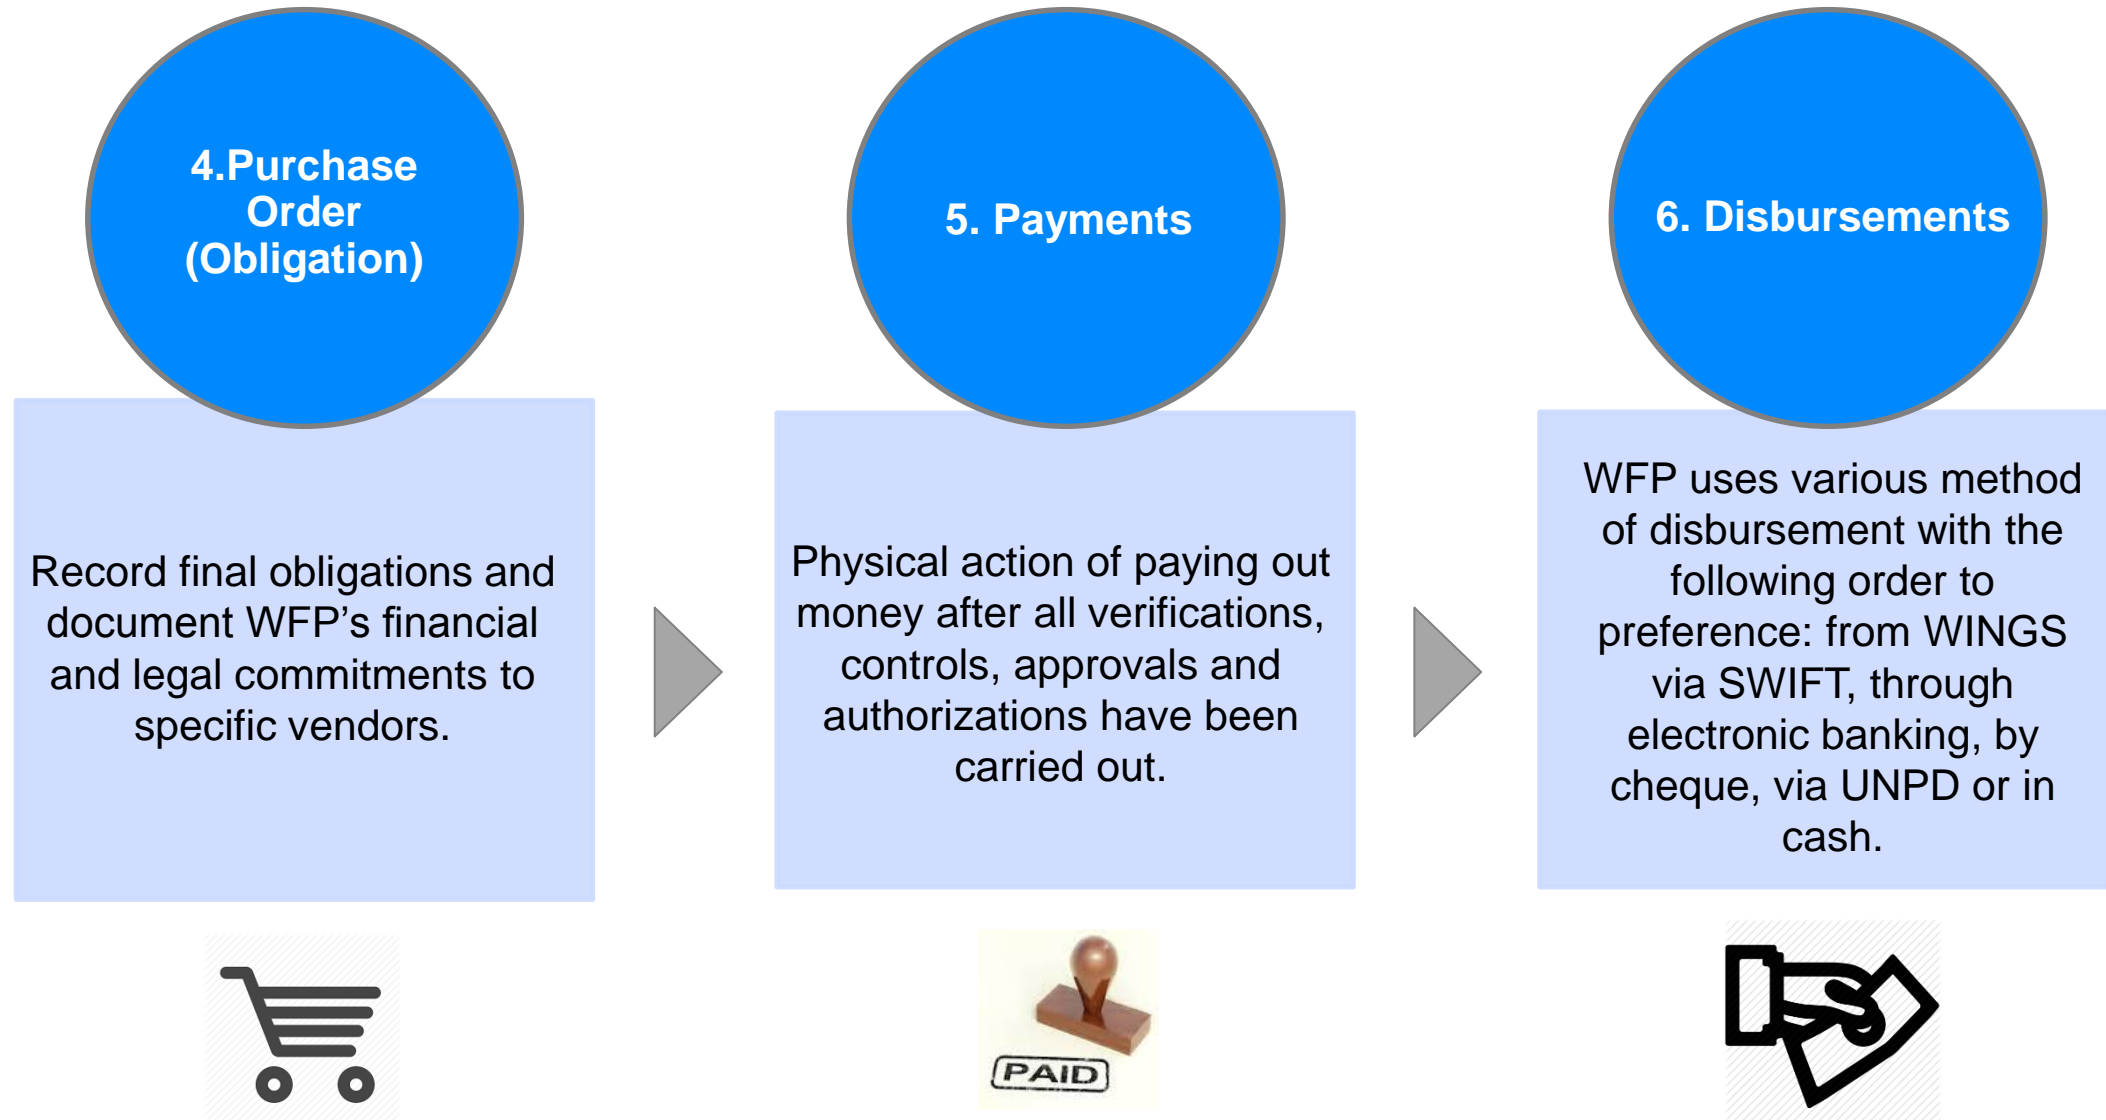 4.Purchase
Order
(Obligation)
Record final obligations and
document WFP's financial
and legal commitments to
specific vendors.
5. Payments
Physical action of paying out
money after all verifications,
controls, approvals and
authorizations have been
carried out.
PAID
6. Disbursements
WFP uses various method
of disbursement with the
following order to
preference: from WINGS
via SWIFT, through
electronic banking, by
cheque, via UNPD or in
cash.